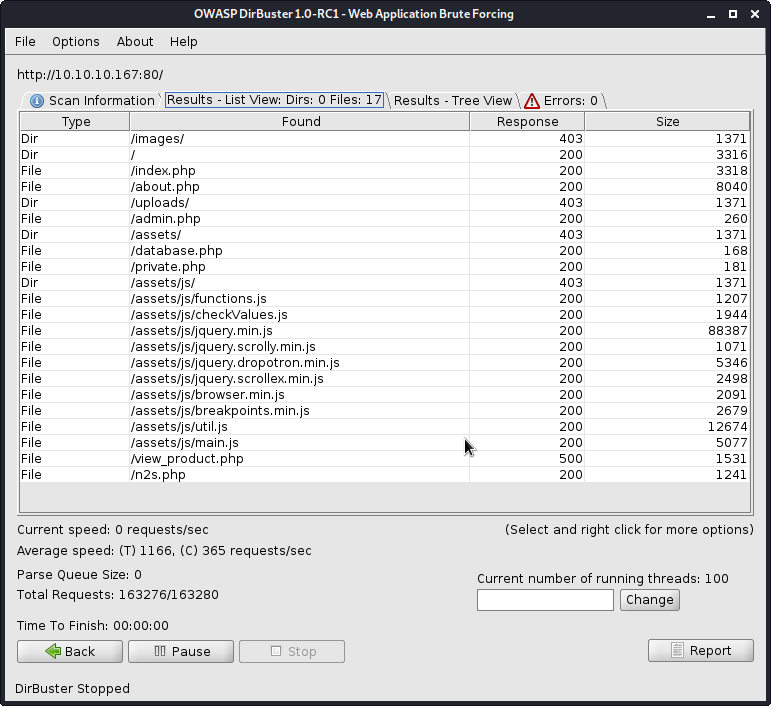 OWASP DirBuster 1.0-RC1 - Web Application Brute Forcing
File Options About Help
http://10.10.10.167:80/
Scan Information Results - List View: Dirs: 0 Files: 17 Results - Tree View Errors: 0
Type Found Response Size
Dir /images/ 403 1371
Dir / 200 3316
File /index.php 200 3318
File /about.php 200 8040
Dir /uploads/ 403 1371
File /admin.php 200 260
Dir /assets/ 403 1371
File /database.php 200 168
File /private.php 200 181
Dir /assets/js/ 403 1371
File /assets/js/functions.js 200 1207
File /assets/js/checkValues.js 200 1944
File /assets/js/jquery.min.js 200 88387
File /assets/js/jquery.scrolly.min.js 200 1071
File /assets/js/jquery.dropotron.min.js 200 5346
File /assets/js/jquery.scrollex.min.js 200 2498
File /assets/js/browser.min.js 200 2091
File /assets/js/breakpoints.min.js 200 2679
File /assets/js/util.js 200 12674
File /assets/js/main.js 200 5077
File /view_product.php 500 1531
File /n2s.php 200 1241
Current speed: 0 requests/sec (Select and right click for more options)
Average speed: (T) 1166, (C) 365 requests/sec
Parse Queue Size: 0 Current number of running threads: 100
Total Requests: 163276/163280 Change
Time To Finish: 00:00:00
Back Pause Stop Report
DirBuster Stopped